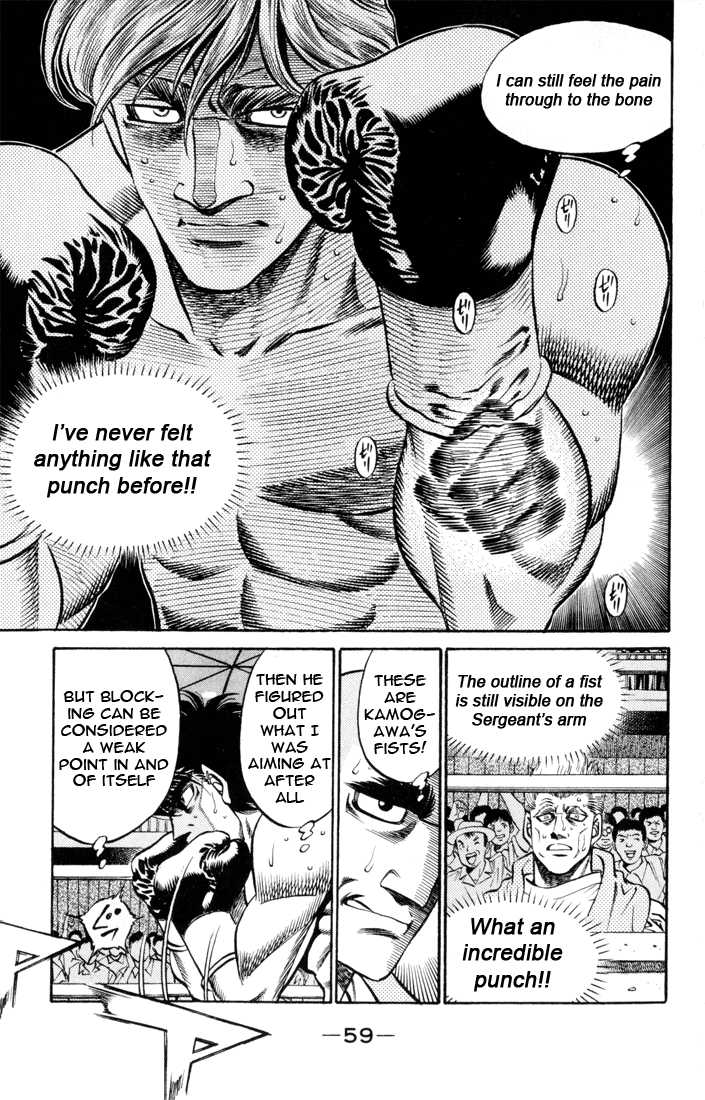 I can still feel the pain
through to the bone
I've never felt
anything like that
punch before!!
The outline of a fist
is still visible on the
Sergeant's arm
What an
incredible
punch!!
THESE
ARE
KAMOG-
AWA'S
FISTS!
THEN HE
FIGURED
OUT
WHAT I
WAS
AIMING AT
AFTER
ALL
BUT BLOCK-
ING CAN BE
CONSIDERED
A WEAK
POINT IN AND
OF ITSELF
—59—